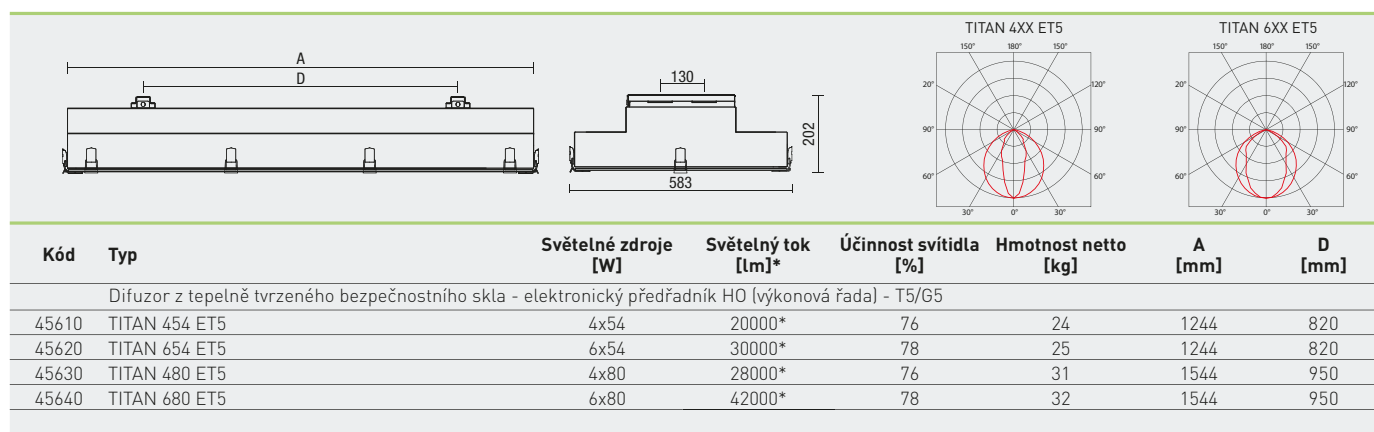 TITAN 4XX ET5
TITAN 6XX ET5
150° 180° 150°
150° 180° 150°
A
D
130
202
583
20° 120°
20° 120°
90° 90°
90° 90°
60° 60°
60° 60°
30° 0° 30°
30° 0° 30°
Kód Typ Světelné zdroje [W] Světelný tok [lm]* Účinnost svítidla [%] Hmotnost netto [kg] A [mm] D [mm]
Difuzor z tepelně tvrzeného bezpečnostního skla - elektronický předřadník HO (výkonová řada) - T5/G5
45610 TITAN 454 ET5 4x54 20000* 76 24 1244 820
45620 TITAN 654 ET5 6x54 30000* 78 25 1244 820
45630 TITAN 480 ET5 4x80 28000* 76 31 1544 950
45640 TITAN 680 ET5 6x80 42000* 78 32 1544 950